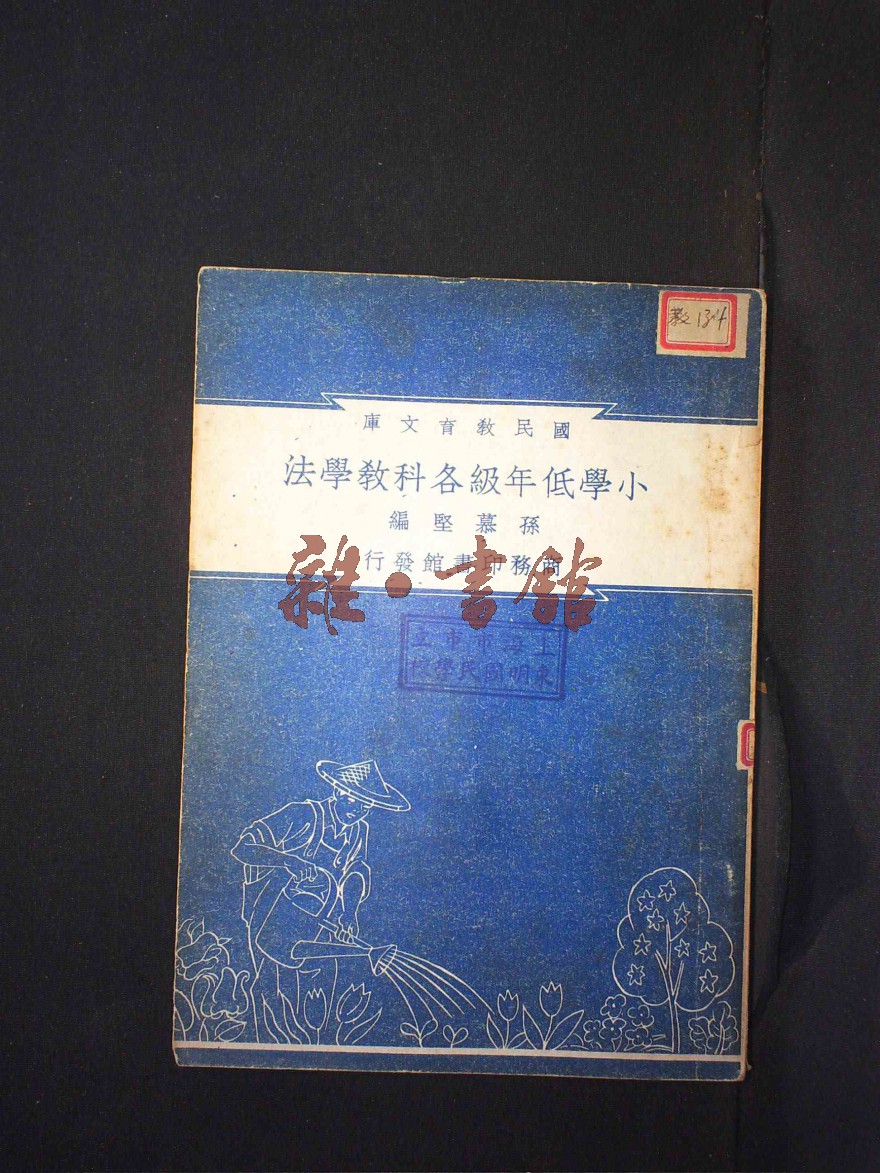 教134
國民教育文庫
小學低年級各科教學法
孫慕堅編
商務印書館發行
雜·書館
上海市市立
東明國民學校